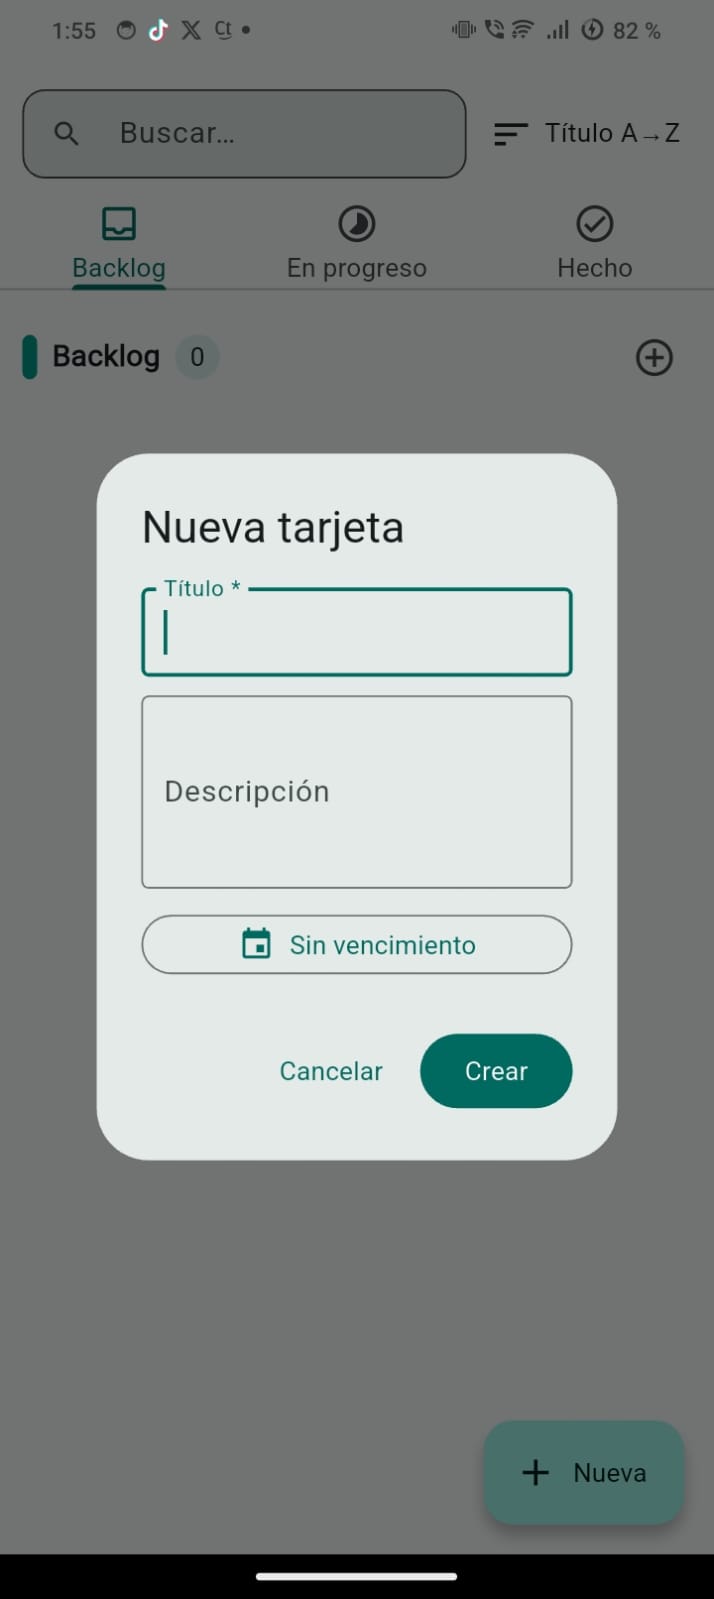 1:55
82 %
Buscar...
Título A→Z
Backlog
En progreso
Hecho
Backlog
0
Nueva tarjeta
Título *
Descripción
Sin vencimiento
Cancelar
Crear
Nueva